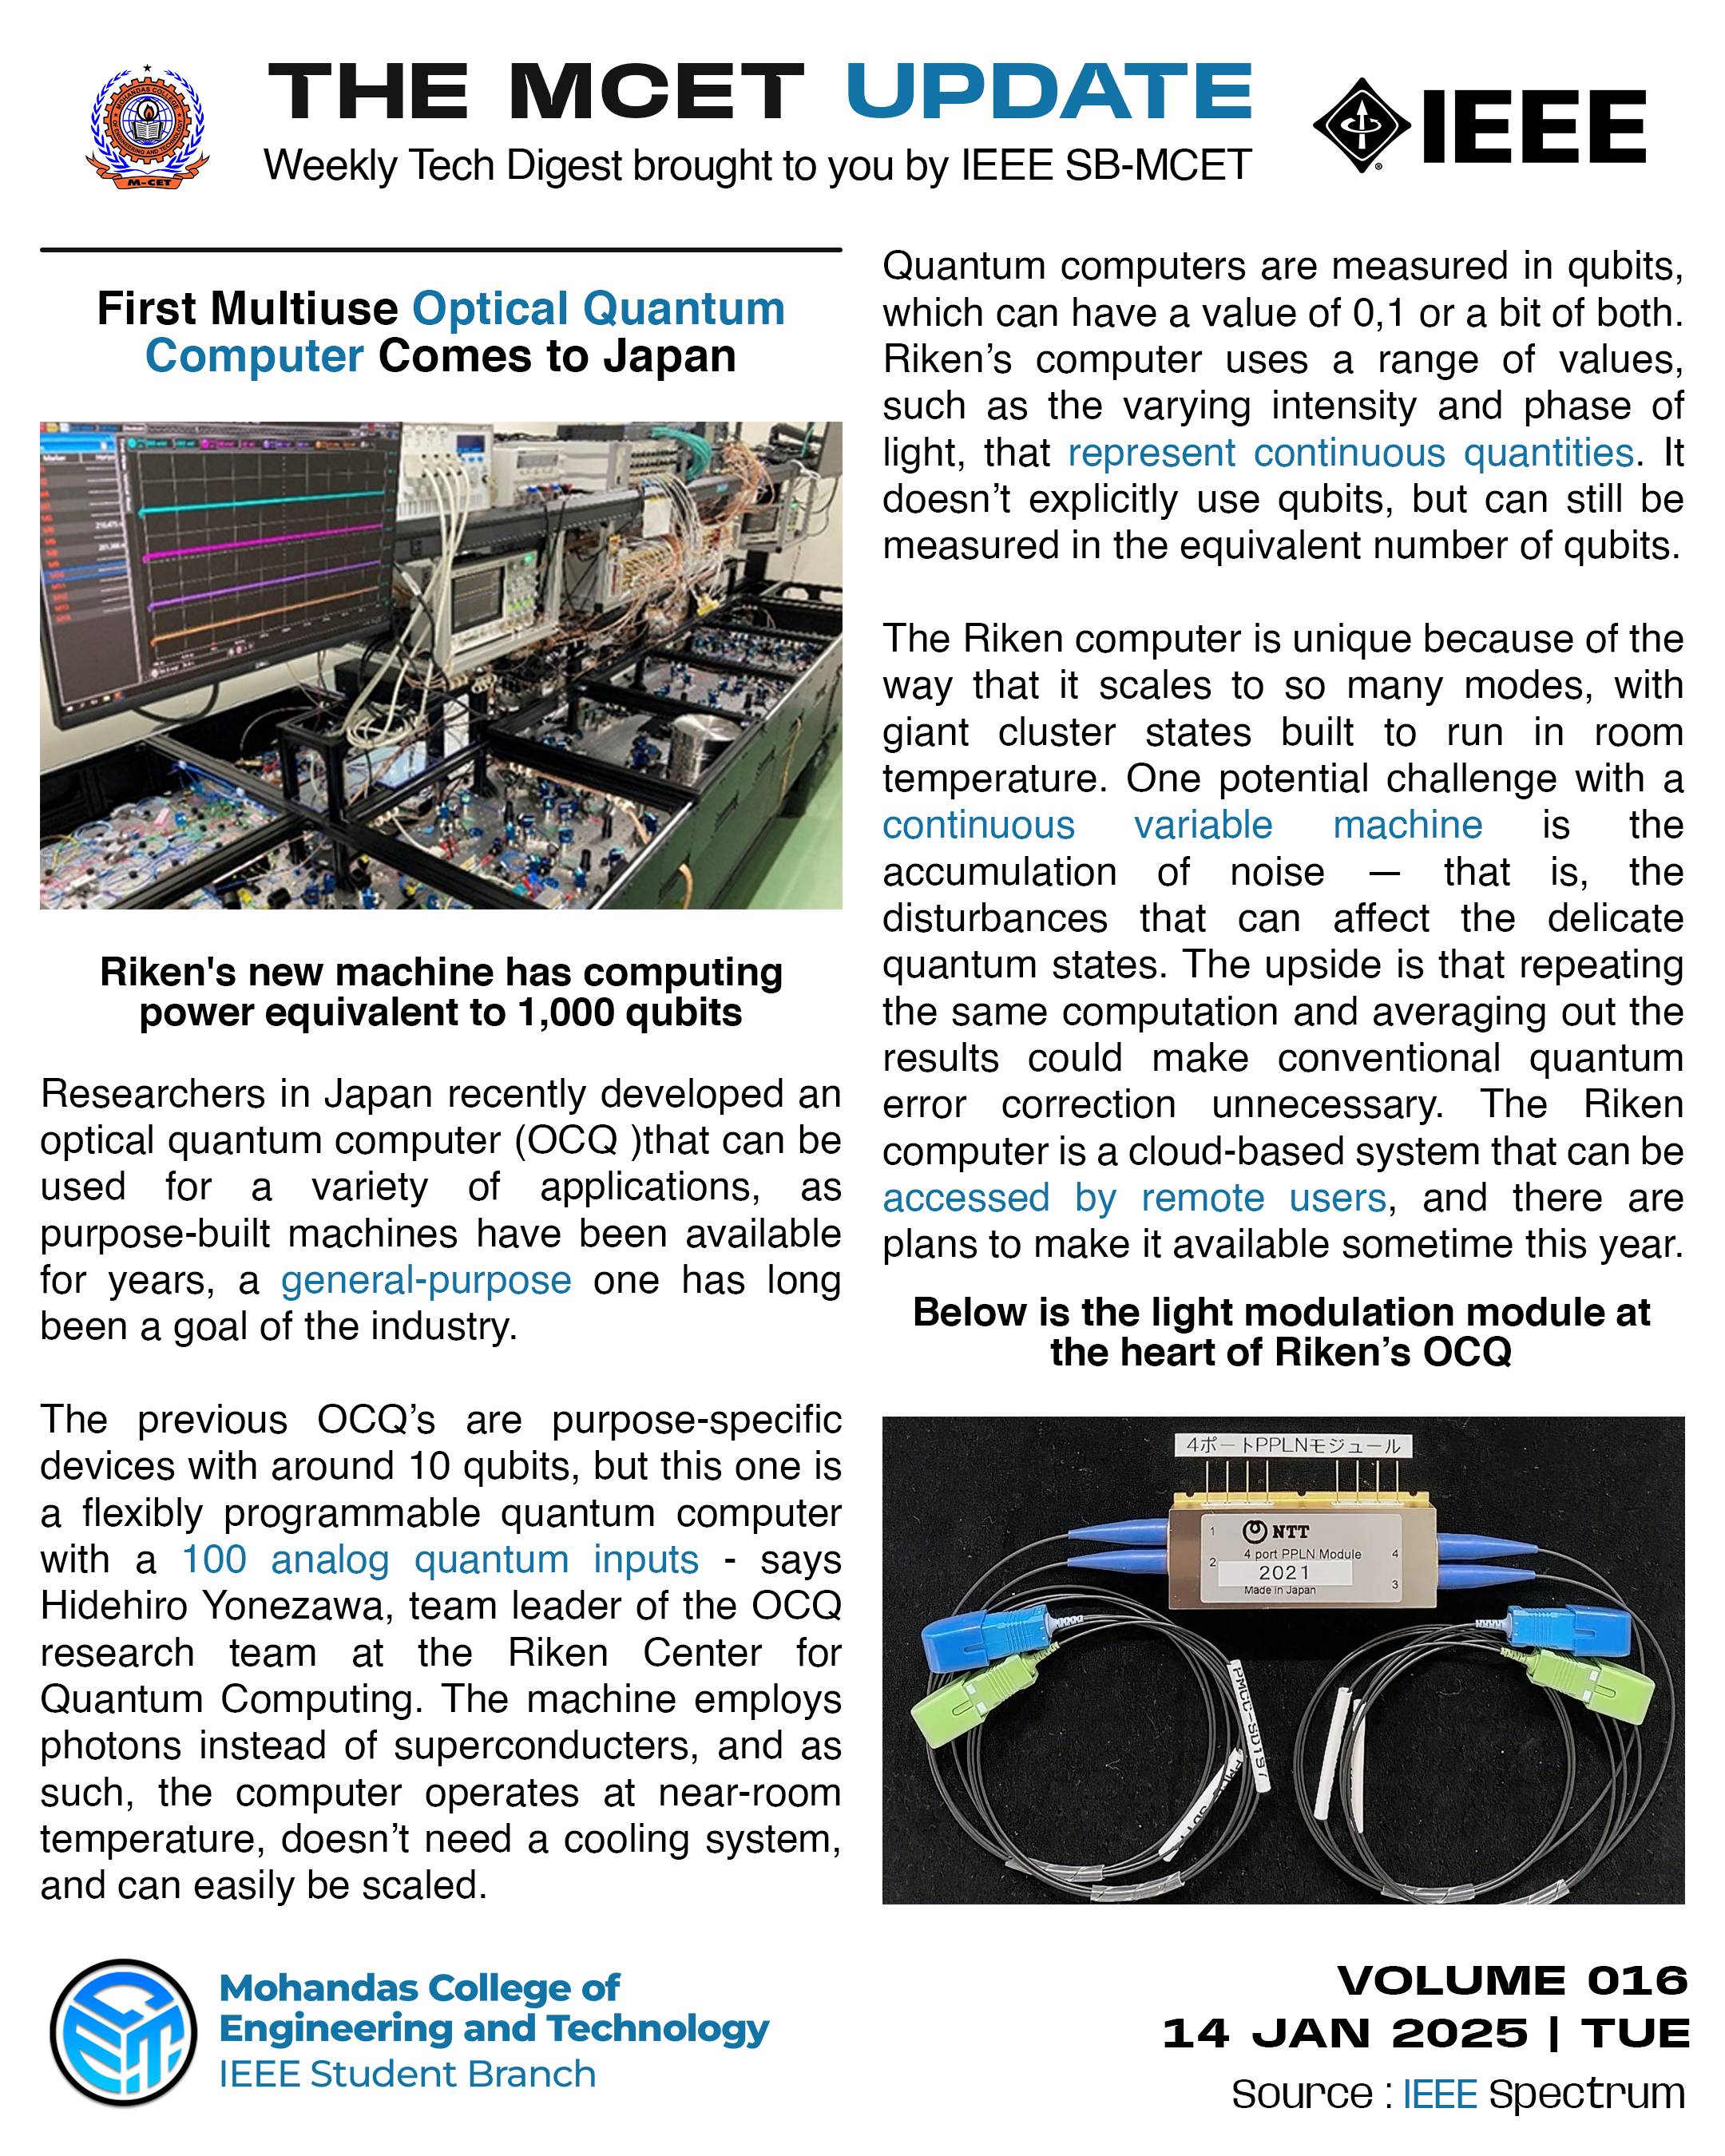 THE MCET UPDATE
Weekly Tech Digest brought to you by IEEE SB-MCET
MOHANDAS COLLEGE
OF ENGINEERING AND TECHNOLOGY
M-CET
IEEE
First Multiuse Optical Quantum
Computer Comes to Japan
Riken's new machine has computing
power equivalent to 1,000 qubits
Researchers in Japan recently developed an
optical quantum computer (OCQ )that can be
used for a variety of applications, as
purpose-built machines have been available
for years, a general-purpose one has long
been a goal of the industry.
The previous OCQ’s are purpose-specific
devices with around 10 qubits, but this one is
a flexibly programmable quantum computer
with a 100 analog quantum inputs - says
Hidehiro Yonezawa, team leader of the OCQ
research team at the Riken Center for
Quantum Computing. The machine employs
photons instead of superconducters, and as
such, the computer operates at near-room
temperature, doesn’t need a cooling system,
and can easily be scaled.
Quantum computers are measured in qubits,
which can have a value of 0,1 or a bit of both.
Riken’s computer uses a range of values,
such as the varying intensity and phase of
light, that represent continuous quantities. It
doesn’t explicitly use qubits, but can still be
measured in the equivalent number of qubits.
The Riken computer is unique because of the
way that it scales to so many modes, with
giant cluster states built to run in room
temperature. One potential challenge with a
continuous variable machine is the
accumulation of noise — that is, the
disturbances that can affect the delicate
quantum states. The upside is that repeating
the same computation and averaging out the
results could make conventional quantum
error correction unnecessary. The Riken
computer is a cloud-based system that can be
accessed by remote users, and there are
plans to make it available sometime this year.
Below is the light modulation module at
the heart of Riken’s OCQ
4ポートPPLNモジュール
1
NTT
4 port PPLN Module
2
4
2021
3
Made in Japan
Mohandas College of
Engineering and Technology
IEEE Student Branch
VOLUME 016
14 JAN 2025 | TUE
Source : IEEE Spectrum